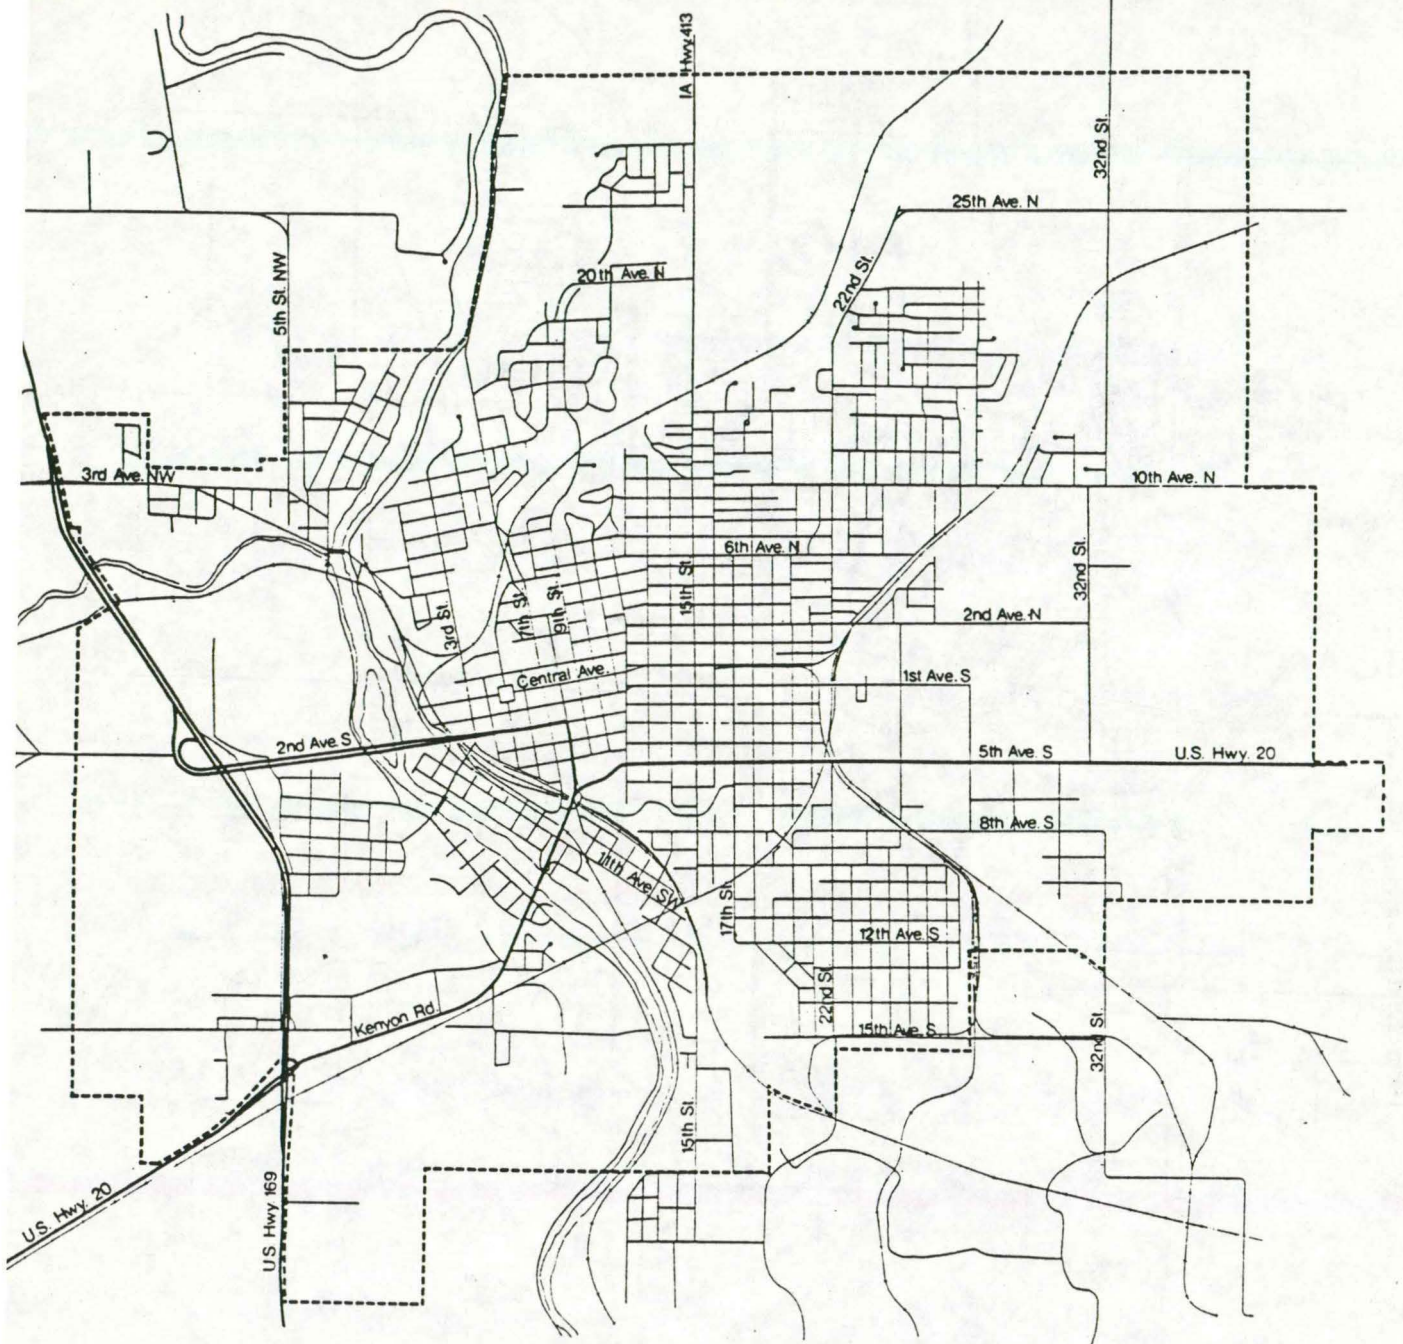 IA Hwy 413
32nd St.
25th Ave. N
5th St. NW
20th Ave. N
22nd St.
3rd Ave. NW
10th Ave. N
6th Ave. N
15th St.
32nd St.
3rd St.
7th St.
9th St.
2nd Ave. N
Central Ave.
1st Ave. S
2nd Ave. S
5th Ave. S
U.S. Hwy. 20
8th Ave. S
11th Ave. SW
17th St.
12th Ave. S
22nd St.
Kenyon Rd.
15th Ave. S
32nd St.
15th St.
U.S. Hwy. 20
U.S. Hwy 169